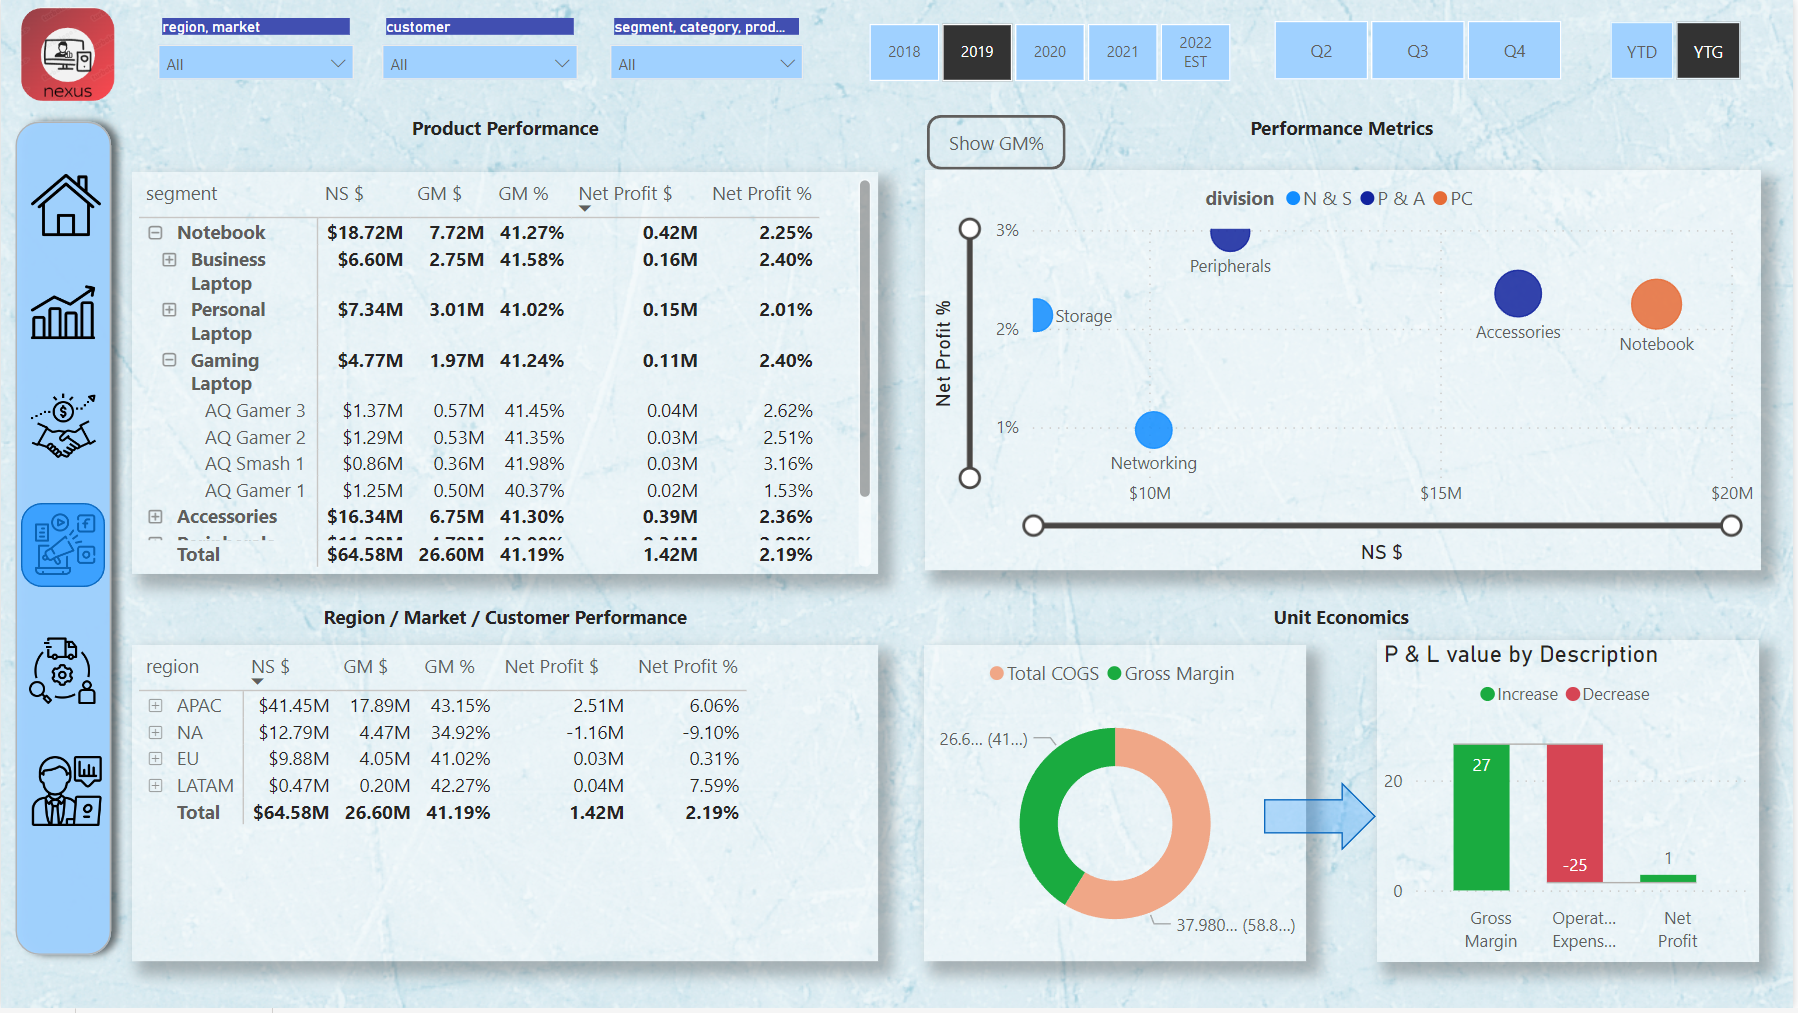 nexus
region, market
customer
segment, category, prod...
All
All
All
2018
2019
2020
2021
2022
EST
Q2
Q3
Q4
YTD
YTG
Product Performance
segment NS $ GM $ GM % Net Profit $ Net Profit %
Notebook $18.72M 7.72M 41.27% 0.42M 2.25%
Business $6.60M 2.75M 41.58% 0.16M 2.40%
Laptop
Personal $7.34M 3.01M 41.02% 0.15M 2.01%
Laptop
Gaming $4.77M 1.97M 41.24% 0.11M 2.40%
Laptop
AQ Gamer 3 $1.37M 0.57M 41.45% 0.04M 2.62%
AQ Gamer 2 $1.29M 0.53M 41.35% 0.03M 2.51%
AQ Smash 1 $0.86M 0.36M 41.98% 0.03M 3.16%
AQ Gamer 1 $1.25M 0.50M 40.37% 0.02M 1.53%
Accessories $16.34M 6.75M 41.30% 0.39M 2.36%
Total $64.58M 26.60M 41.19% 1.42M 2.19%
Show GM%
Performance Metrics
division N & S P & A PC
Net Profit %
3%
2%
1%
Peripherals
Storage
Accessories
Notebook
Networking
$10M $15M $20M
NS $
Region / Market / Customer Performance
region NS $ GM $ GM % Net Profit $ Net Profit %
APAC $41.45M 17.89M 43.15% 2.51M 6.06%
NA $12.79M 4.47M 34.92% -1.16M -9.10%
EU $9.88M 4.05M 41.02% 0.03M 0.31%
LATAM $0.47M 0.20M 42.27% 0.04M 7.59%
Total $64.58M 26.60M 41.19% 1.42M 2.19%
Unit Economics
Total COGS Gross Margin
26.6... (41...)
37.980... (58.8...)
P & L value by Description
Increase Decrease
20
0
27
-25
1
Gross
Margin
Operat...
Expens...
Net
Profit